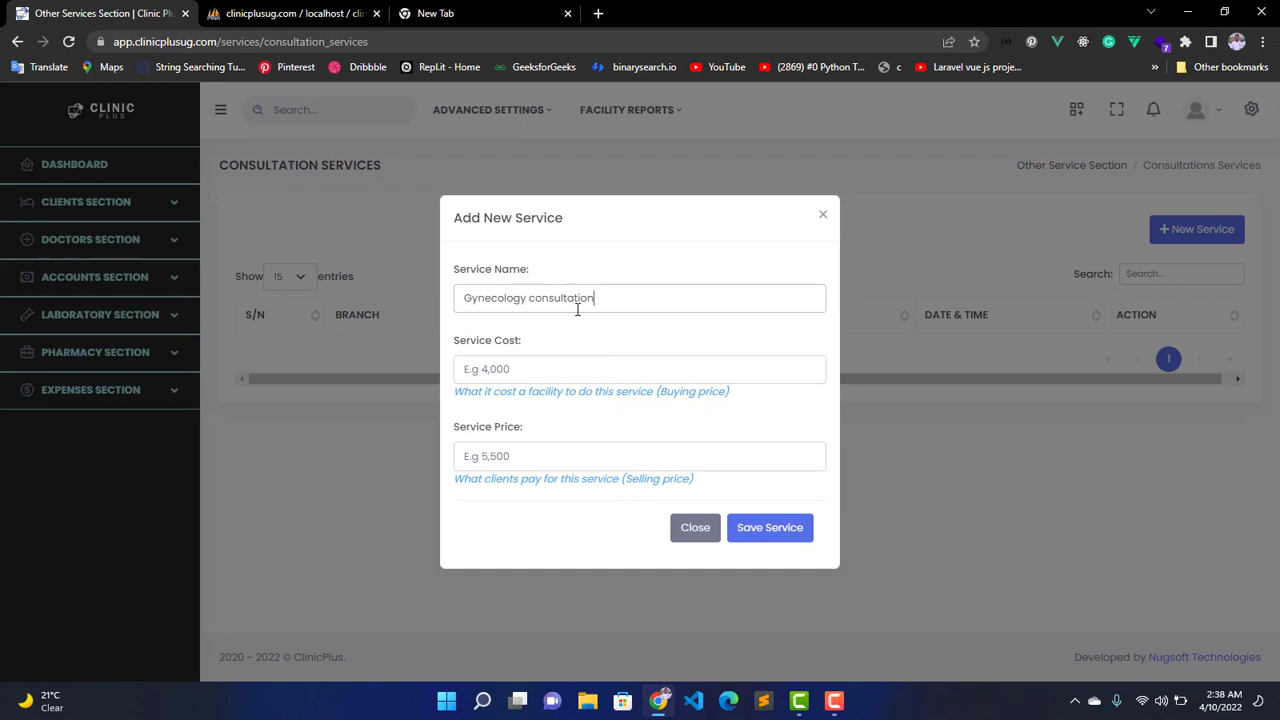 Other Services Section | Clinic Pl
clinicplusug.com / localhost / clin
New Tab
app.clinicplusug.com/services/consultation_services
7
Translate
Maps
String Searching Tu...
Pinterest
Dribbble
RepLit - Home
GeeksforGeeks
binarysearch.io
YouTube
(2869) #0 Python T...
c
Laravel vue js proje...
»
Other bookmarks
CLINIC
PLUS
Search...
ADVANCED SETTINGS
FACILITY REPORTS
DASHBOARD
CLIENTS SECTION
DOCTORS SECTION
ACCOUNTS SECTION
LABORATORY SECTION
PHARMACY SECTION
EXPENSES SECTION
CONSULTATION SERVICES
Other Service Section / Consultations Services
+ New Service
Show 15 entries
Search: Search...
S/N BRANCH DATE & TIME ACTION
1
Add New Service
×
Service Name:
Gynecology consultation
Service Cost:
E.g 4,000
What it cost a facility to do this service (Buying price)
Service Price:
E.g 5,500
What clients pay for this service (Selling price)
Close
Save Service
2020 - 2022 © ClinicPlus.
Developed by Nugsoft Technologies
21°C
Clear
2:38 AM
4/10/2022